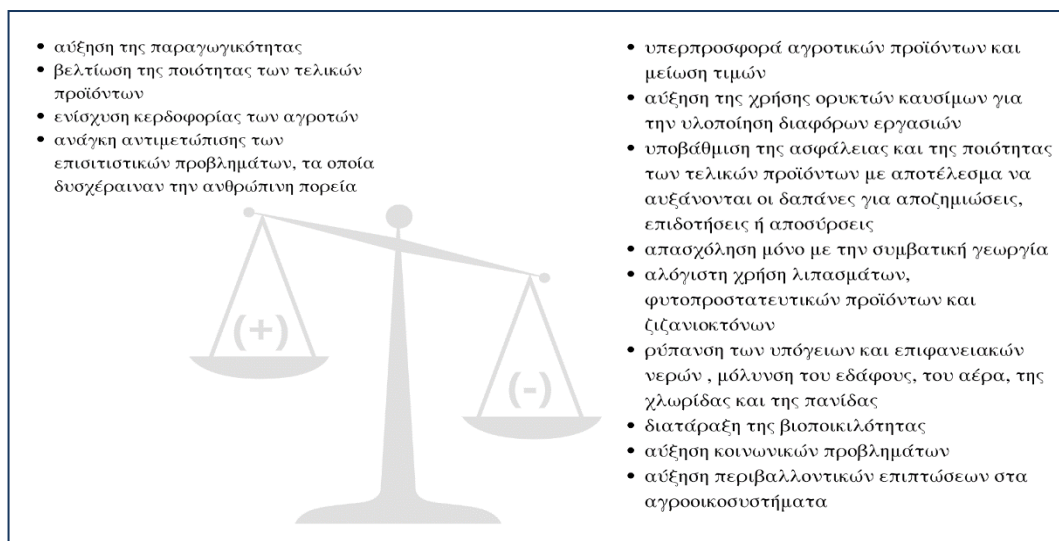 • αύξηση της παραγωγικότητας
• βελτίωση της ποιότητας των τελικών
προϊόντων
• ενίσχυση κερδοφορίας των αγροτών
• ανάγκη αντιμετώπισης των
επισιτιστικών προβλημάτων, τα οποία
δυσχέραιναν την ανθρώπινη πορεία
(+)
• υπερπροσφορά αγροτικών προϊόντων και
μείωση τιμών
• αύξηση της χρήσης ορυκτών καυσίμων για
την υλοποίηση διαφόρων εργασιών
• υποβάθμιση της ασφάλειας και της ποιότητας
των τελικών προϊόντων με αποτέλεσμα να
αυξάνονται οι δαπάνες για αποζημιώσεις,
επιδοτήσεις ή αποσύρσεις
• απασχόληση μόνο με την συμβατική γεωργία
• αλόγιστη χρήση λιπασμάτων,
φυτοπροστατευτικών προϊόντων και
ζιζανιοκτόνων
• ρύπανση των υπόγειων και επιφανειακών
νερών , μόλυνση του εδάφους, του αέρα, της
χλωρίδας και της πανίδας
• διατάραξη της βιοποικιλότητας
• αύξηση κοινωνικών προβλημάτων
• αύξηση περιβαλλοντικών επιπτώσεων στα
αγροοικοσυστήματα
(-)